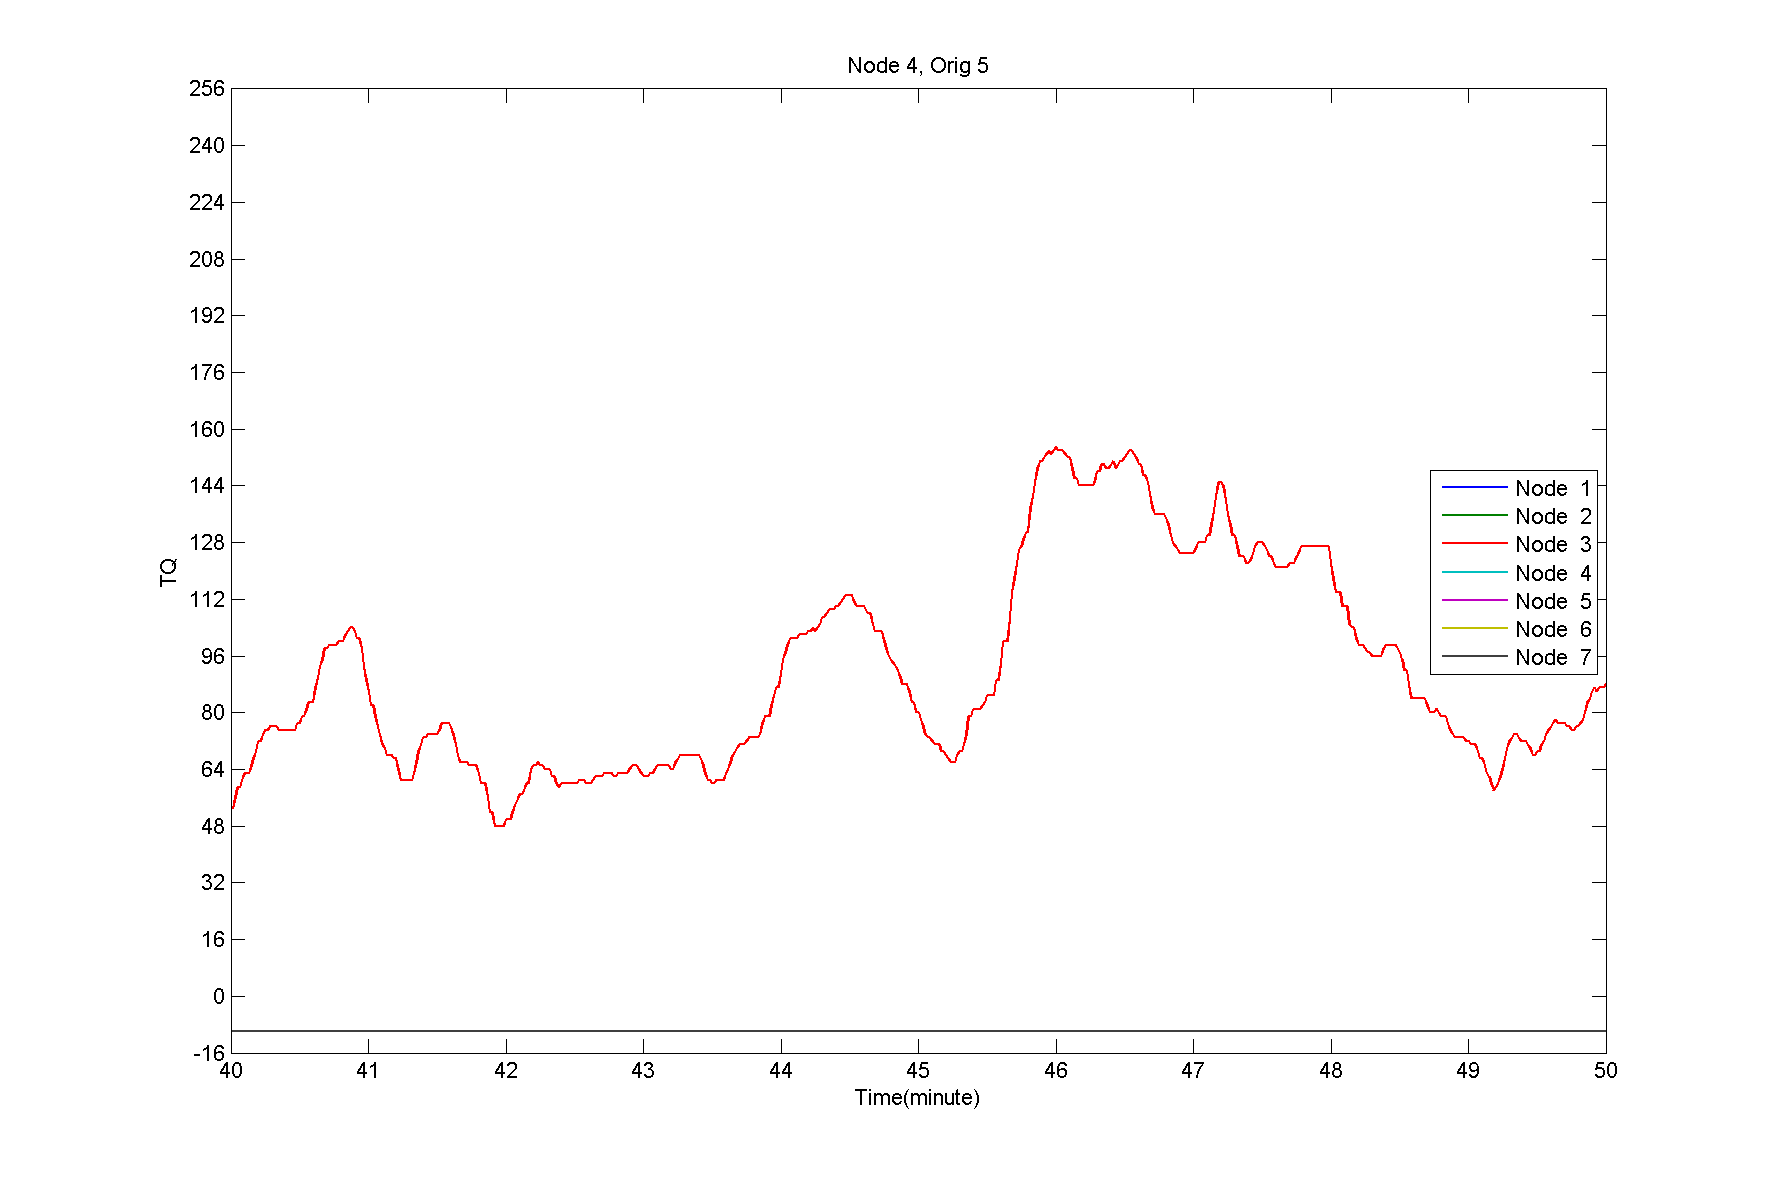 Node 4, Orig 5
256
240
224
208
192
176
160
144
128
112
96
80
64
48
32
16
0
-16
TQ
Node 1
Node 2
Node 3
Node 4
Node 5
Node 6
Node 7
40 41 42 43 44 45 46 47 48 49 50
Time(minute)